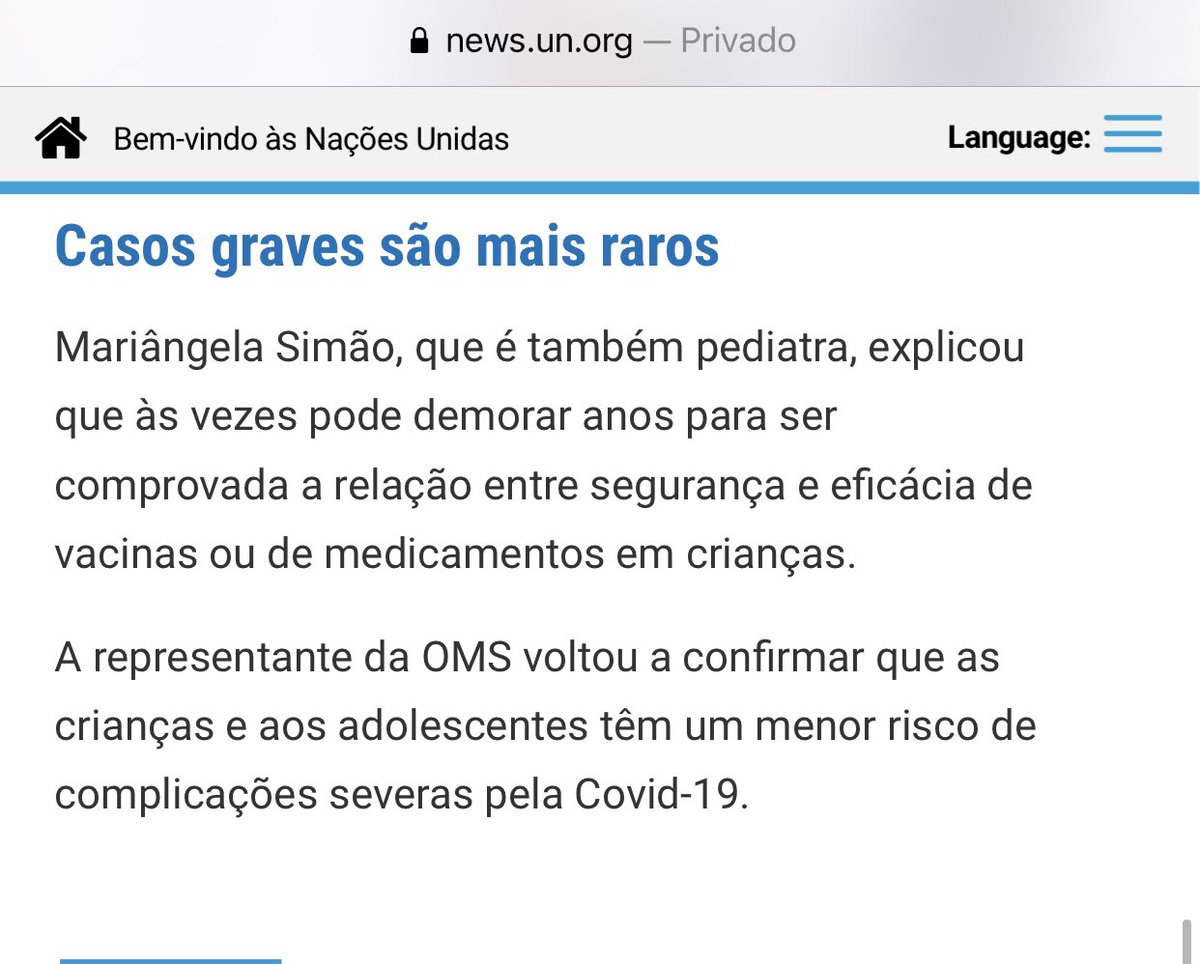 news.un.org — Privado
Bem-vindo às Nações Unidas
Language:
Casos graves são mais raros
Mariângela Simão, que é também pediatra, explicou
que às vezes pode demorar anos para ser
comprovada a relação entre segurança e eficácia de
vacinas ou de medicamentos em crianças.
A representante da OMS voltou a confirmar que as
crianças e aos adolescentes têm um menor risco de
complicações severas pela Covid-19.